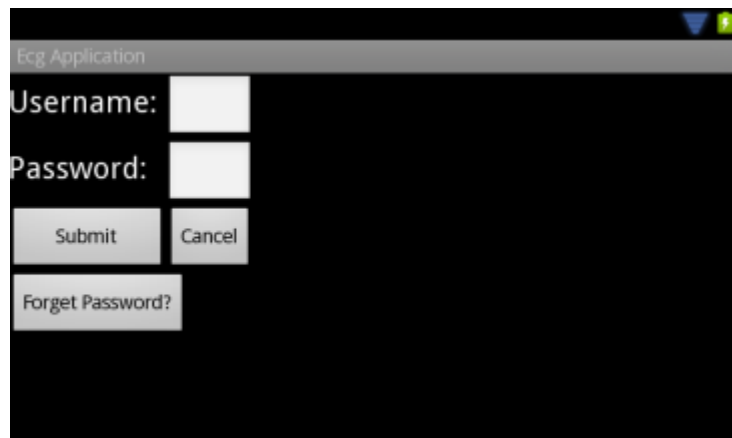 Ecg Application
Username:
Password:
Submit Cancel
Forget Password?